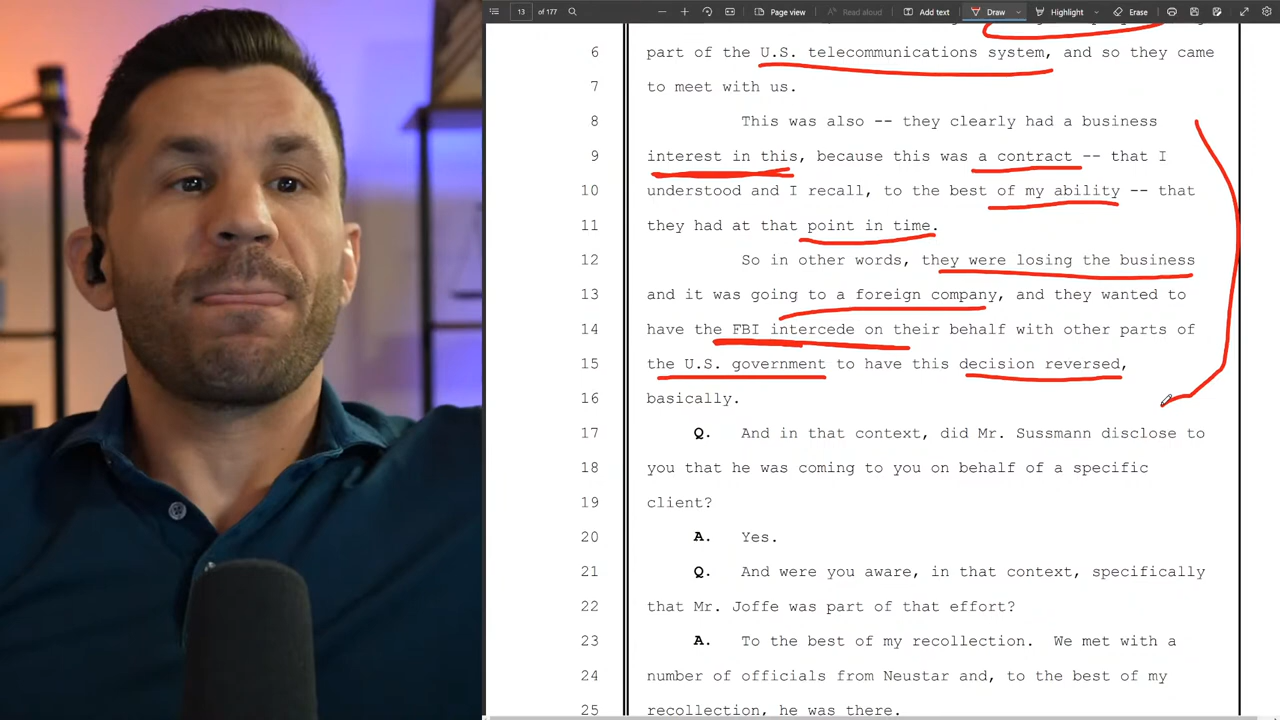 13 of 177 Page view Read aloud Add text Draw Highlight Erase
6 part of the U.S. telecommunications system, and so they came
7 to meet with us.
8 This was also -- they clearly had a business
9 interest in this, because this was a contract -- that I
10 understood and I recall, to the best of my ability -- that
11 they had at that point in time.
12 So in other words, they were losing the business
13 and it was going to a foreign company, and they wanted to
14 have the FBI intercede on their behalf with other parts of
15 the U.S. government to have this decision reversed,
16 basically.
17 Q. And in that context, did Mr. Sussmann disclose to
18 you that he was coming to you on behalf of a specific
19 client?
20 A. Yes.
21 Q. And were you aware, in that context, specifically
22 that Mr. Joffe was part of that effort?
23 A. To the best of my recollection. We met with a
24 number of officials from Neustar and, to the best of my
25 recollection, he was there.